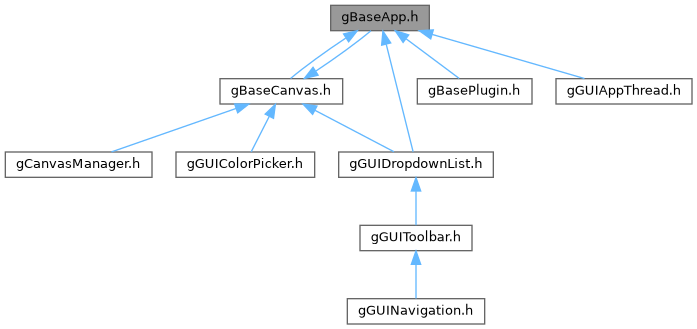 gBaseApp.h
gBaseCanvas.h
gBasePlugin.h
gGUIAppThread.h
gCanvasManager.h
gGUIColorPicker.h
gGUIDropdownList.h
gGUIToolbar.h
gGUINavigation.h